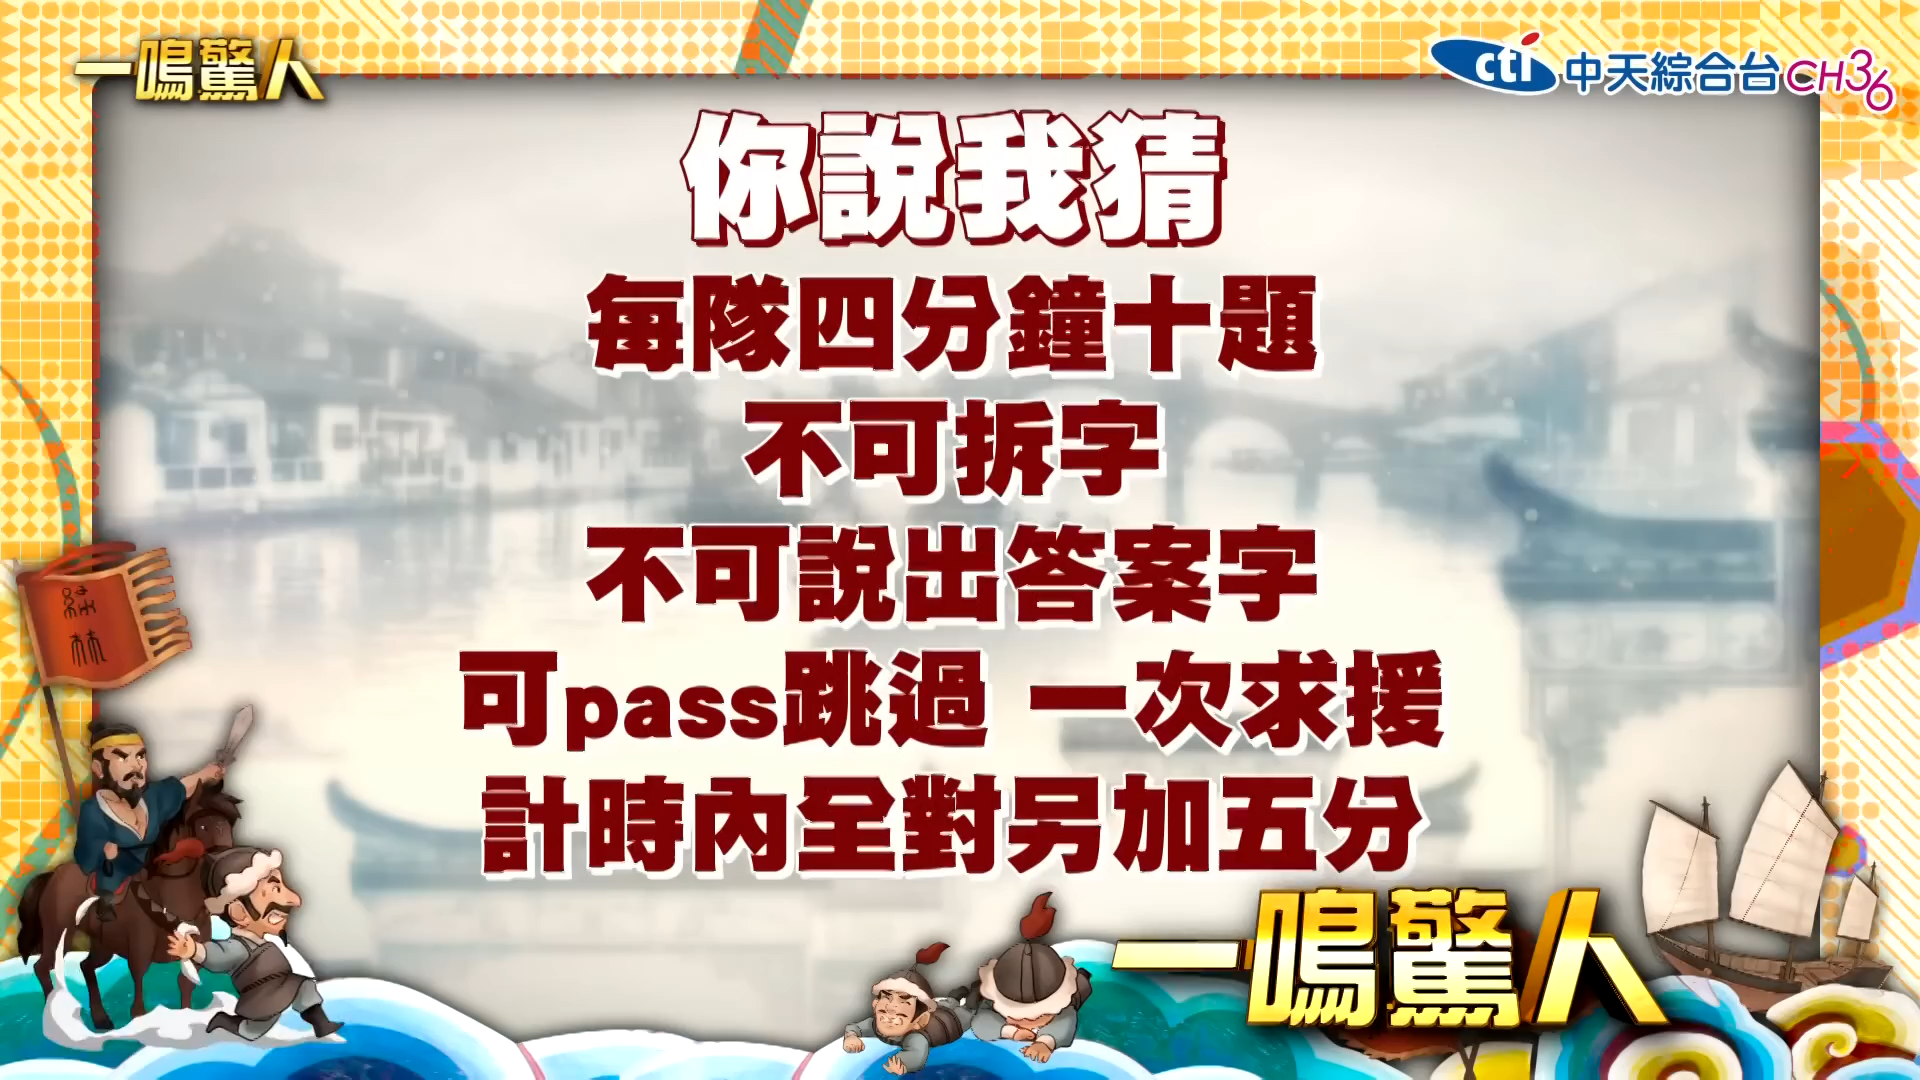 一鳴驚人
cti 中天綜合台 CH36
你說我猜
每隊四分鐘十題
不可拆字
不可說出答案字
可pass跳過 一次求援
計時內全對另加五分
綠林
一鳴驚人